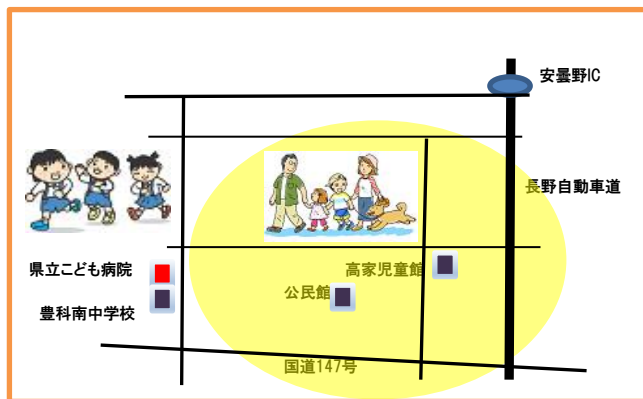 安曇野IC
長野自動車道
県立こども病院
高家児童館
公民館
豊科南中学校
国道147号